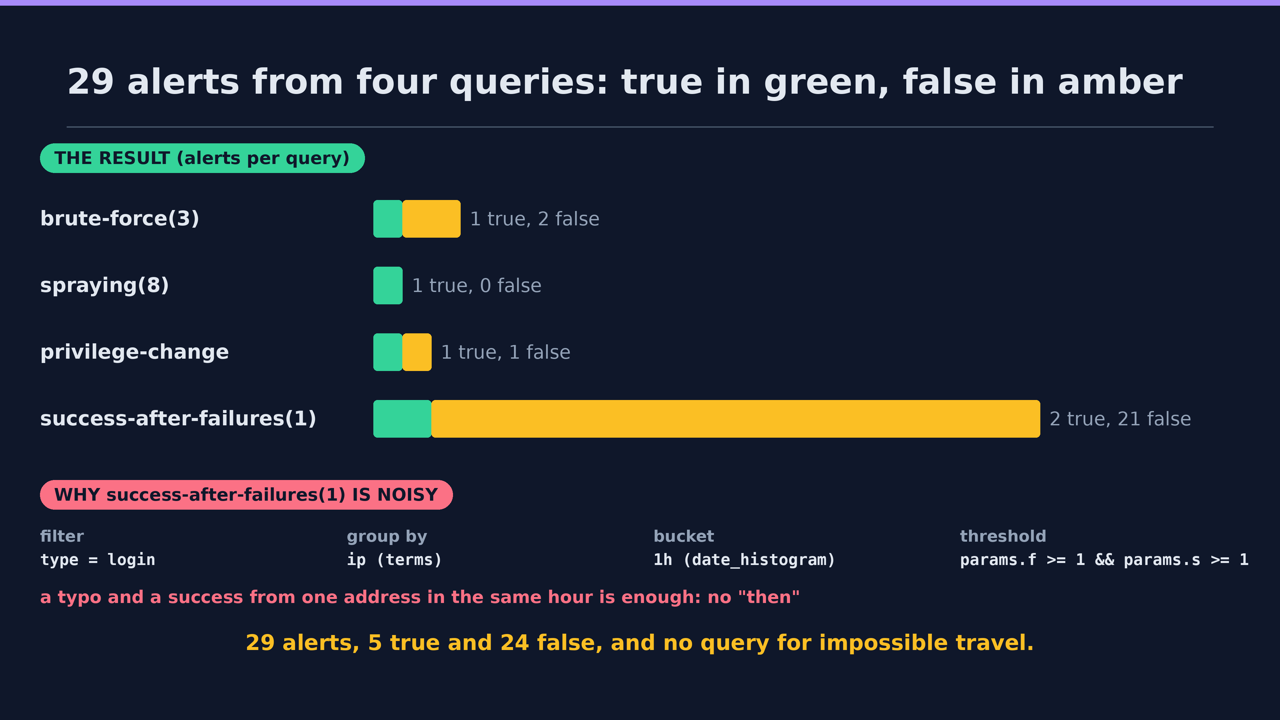 29 alerts from four queries: true in green, false in amber
THE RESULT (alerts per query)
brute-force(3)
1 true, 2 false
spraying(8)
1 true, 0 false
privilege-change
1 true, 1 false
success-after-failures(1)
2 true, 21 false
WHY success-after-failures(1) IS NOISY
filter
type = login
group by
ip (terms)
bucket
1h (date_histogram)
threshold
params.f >= 1 && params.s >= 1
a typo and a success from one address in the same hour is enough: no "then"
29 alerts, 5 true and 24 false, and no query for impossible travel.